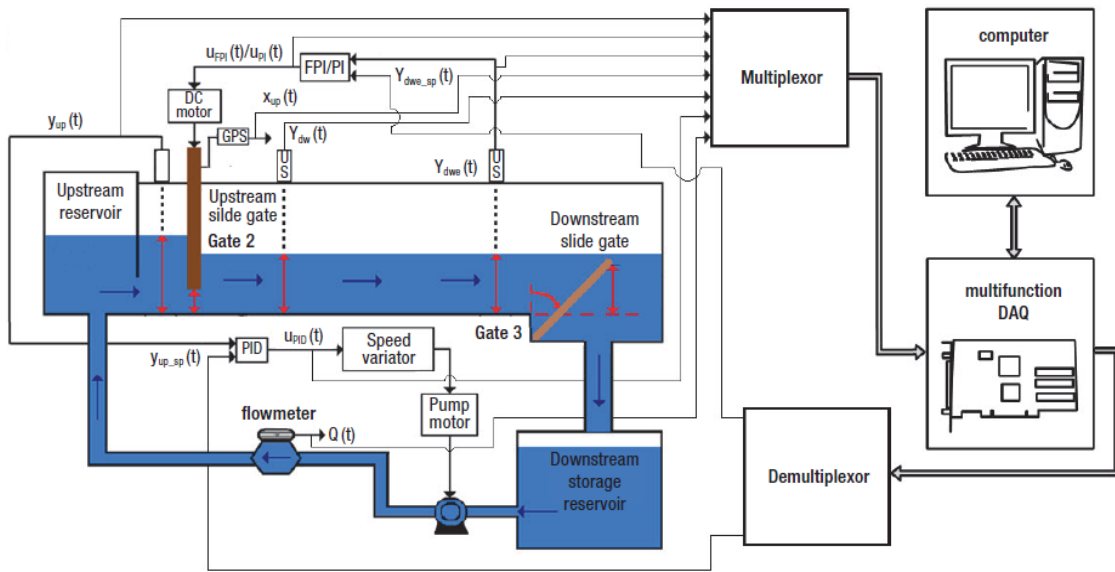 u_FPI (t)/u_PI (t)
FPI/PI
Y_dwe_sp (t)
DC
motor
x_up (t)
y_up (t)
GPS
Y_dw (t)
US
US
Y_dwe (t)
Multiplexor
computer
Upstream
reservoir
Upstream
silde gate
Gate 2
Downstream
slide gate
Gate 3
multifunction
DAQ
PID
u_PID (t)
y_up_sp (t)
Speed
variator
Pump
motor
flowmeter
Q (t)
Downstream
storage
reservoir
Demultiplexor